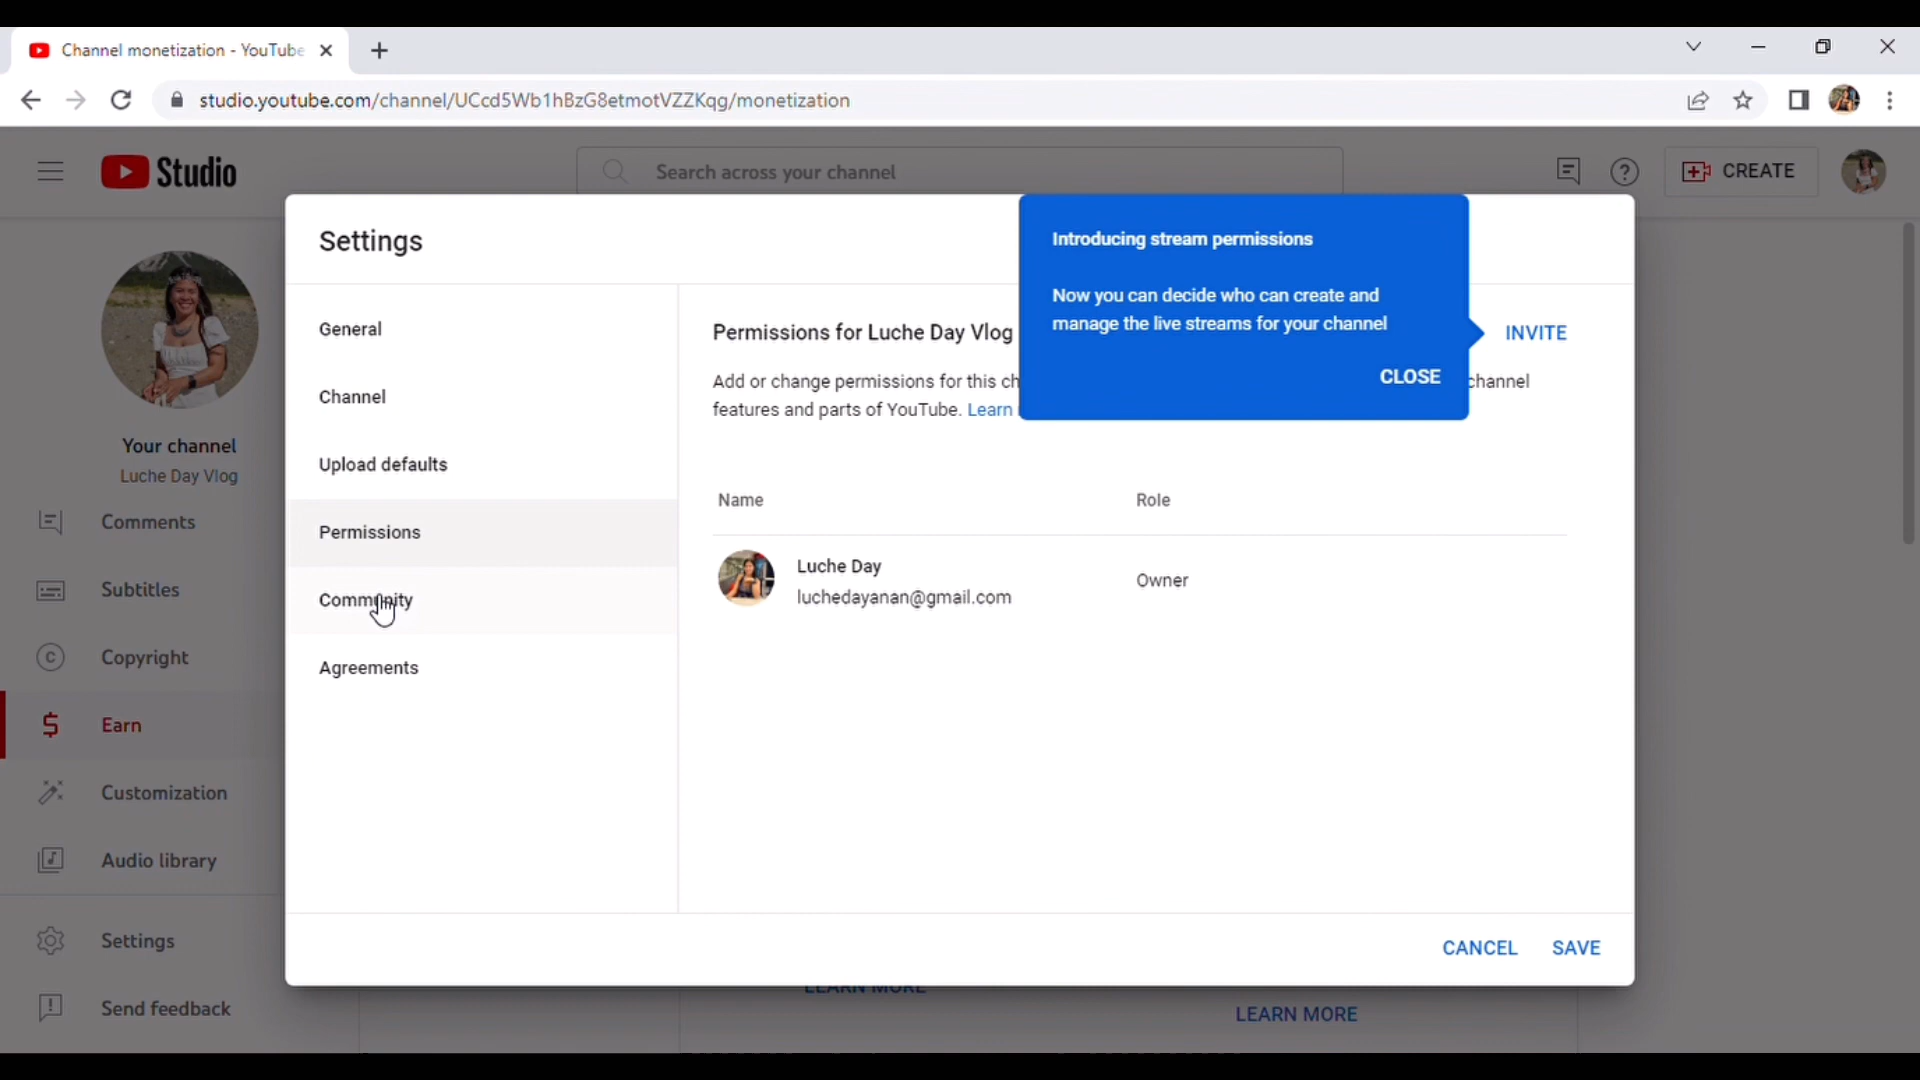 Channel monetization - YouTube
studio.youtube.com/channel/UCcd5Wb1hBzG8etmotVZZKqg/monetization
Studio
Search across your channel
CREATE
Your channel
Luche Day Vlog
Comments
Subtitles
Copyright
Earn
Customization
Audio library
Settings
Send feedback
Settings
General
Channel
Upload defaults
Permissions
Community
Agreements
Permissions for Luche Day Vlog
Add or change permissions for this ch
channel
features and parts of YouTube. Learn
Introducing stream permissions
Now you can decide who can create and
manage the live streams for your channel
CLOSE
INVITE
Name Role
Luche Day
luchedayanan@gmail.com
Owner
CANCEL SAVE
LEARN MORE
LEARN MORE